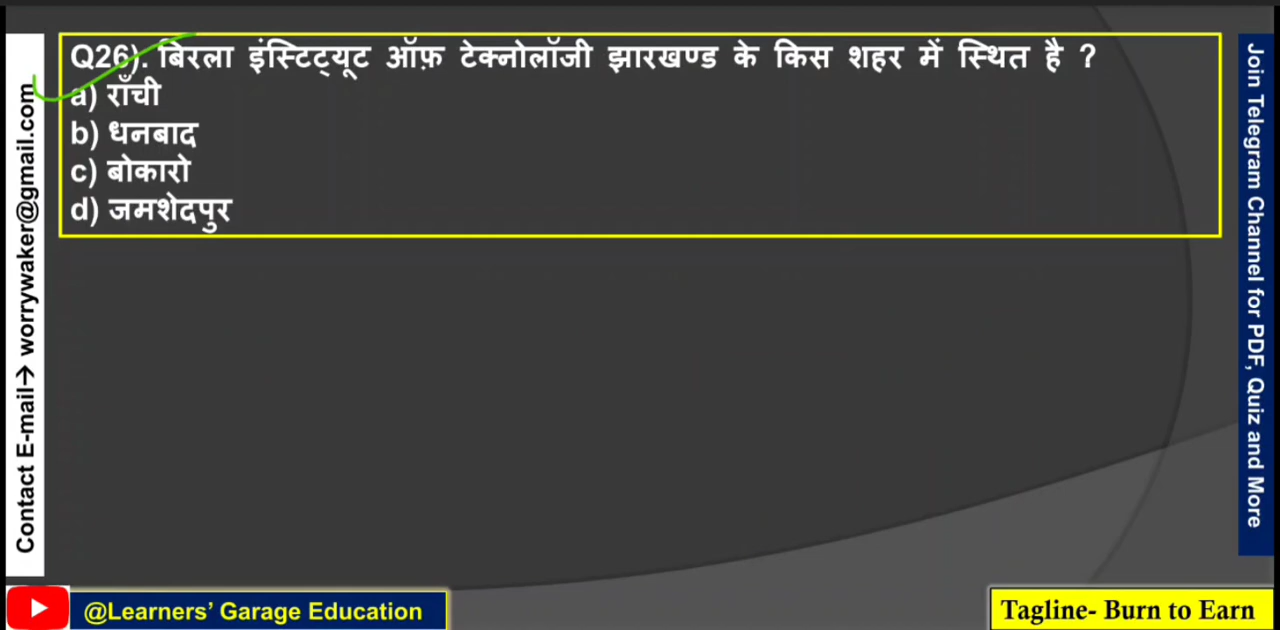 Q26). बिरला इंस्टिट्यूट ऑफ़ टेक्नोलॉजी झारखण्ड के किस शहर में स्थित है ?
a) राँची
b) धनबाद
c) बोकारो
d) जमशेदपुर
Contact E-mail→ worrywaker@gmail.com
Join Telegram Channel for PDF, Quiz and More
@Learners’ Garage Education
Tagline- Burn to Earn